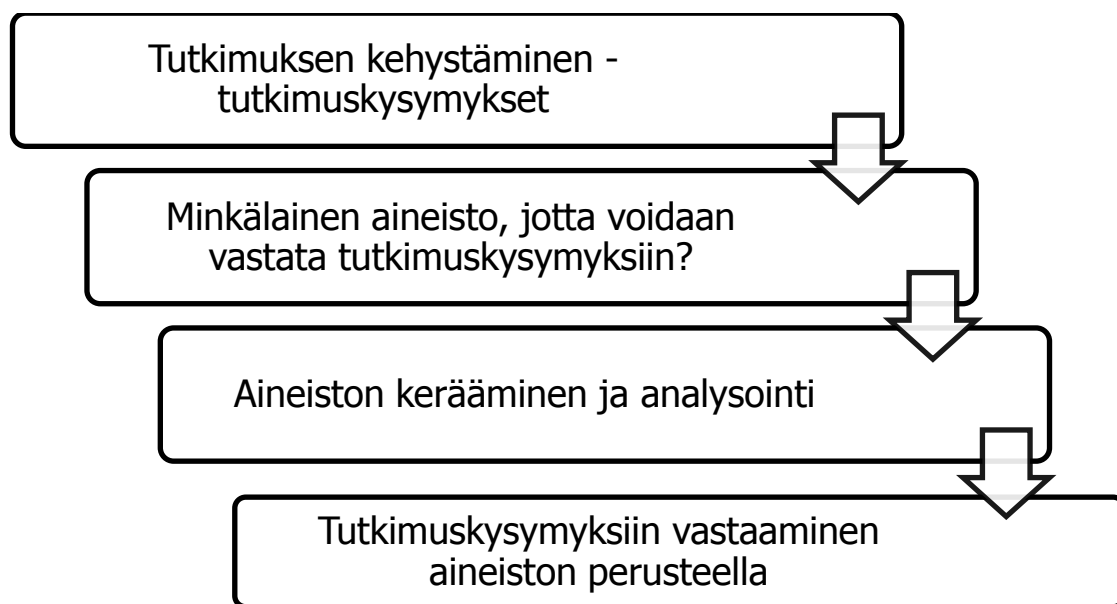 Tutkimuksen kehystäminen -
tutkimuskysymykset
Minkälainen aineisto, jotta voidaan
vastata tutkimuskysymyksiin?
Aineiston kerääminen ja analysointi
Tutkimuskysymyksiin vastaaminen
aineiston perusteella